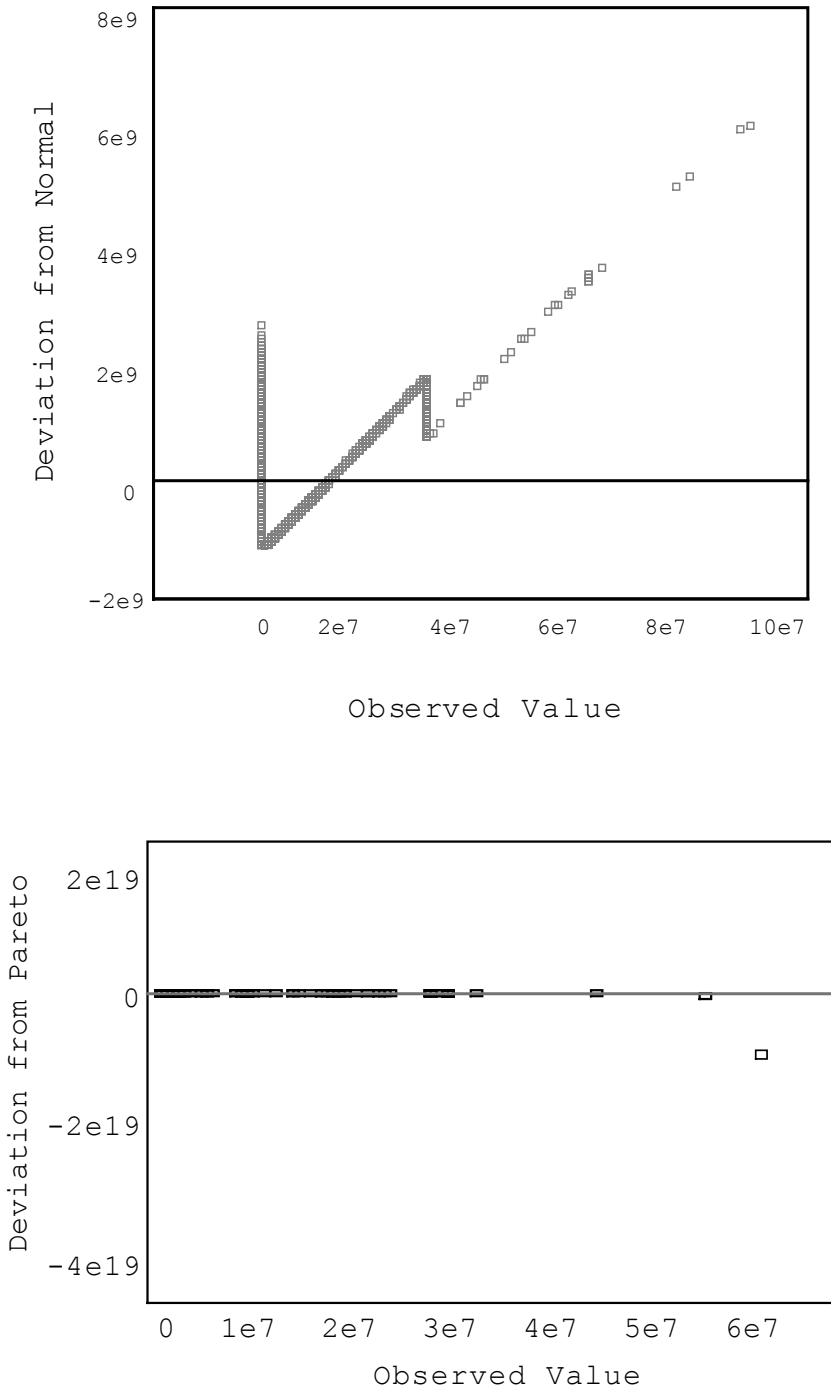 8e9
6e9
4e9
2e9
0
-2e9
Deviation from Normal
0 2e7 4e7 6e7 8e7 10e7
Observed Value
2e19
0
-2e19
-4e19
Deviation from Pareto
0 1e7 2e7 3e7 4e7 5e7 6e7
Observed Value